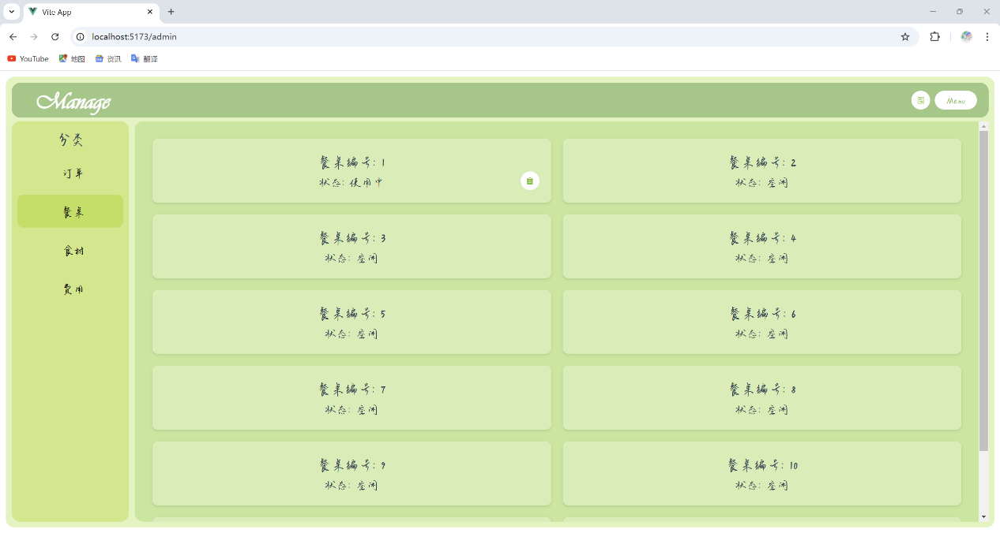 Vite App
localhost:5173/admin
YouTube
地图
资讯
翻译
Manage
Menu
分类
订单
餐桌
食材
费用
餐桌编号: 1
状态: 使用中
餐桌编号: 2
状态: 空闲
餐桌编号: 3
状态: 空闲
餐桌编号: 4
状态: 空闲
餐桌编号: 5
状态: 空闲
餐桌编号: 6
状态: 空闲
餐桌编号: 7
状态: 空闲
餐桌编号: 8
状态: 空闲
餐桌编号: 9
状态: 空闲
餐桌编号: 10
状态: 空闲